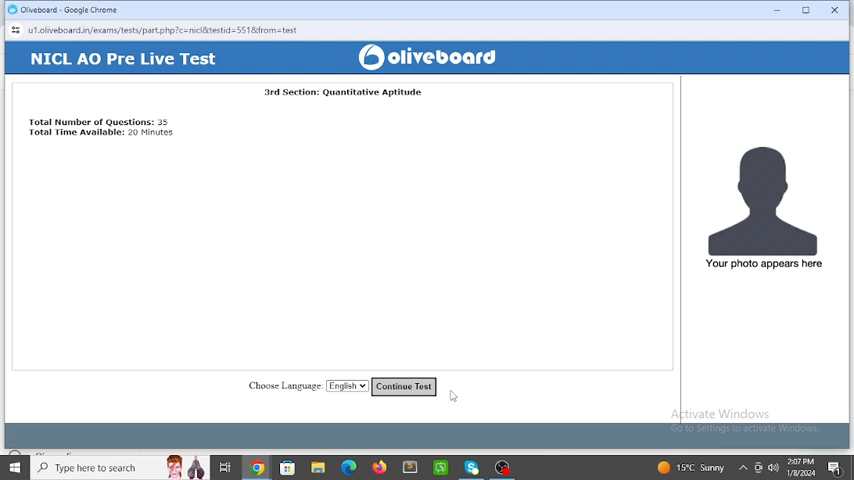 Oliveboard - Google Chrome
u1.oliveboard.in/exams/tests/part.php?c=nicl&testid=551&from=test
NICL AO Pre Live Test
oliveboard
3rd Section: Quantitative Aptitude
Total Number of Questions: 35
Total Time Available: 20 Minutes
Your photo appears here
Choose Language: English Continue Test
Activate Windows
Go to Settings to activate Windows.
Type here to search
15°C Sunny
2:07 PM
1/8/2024